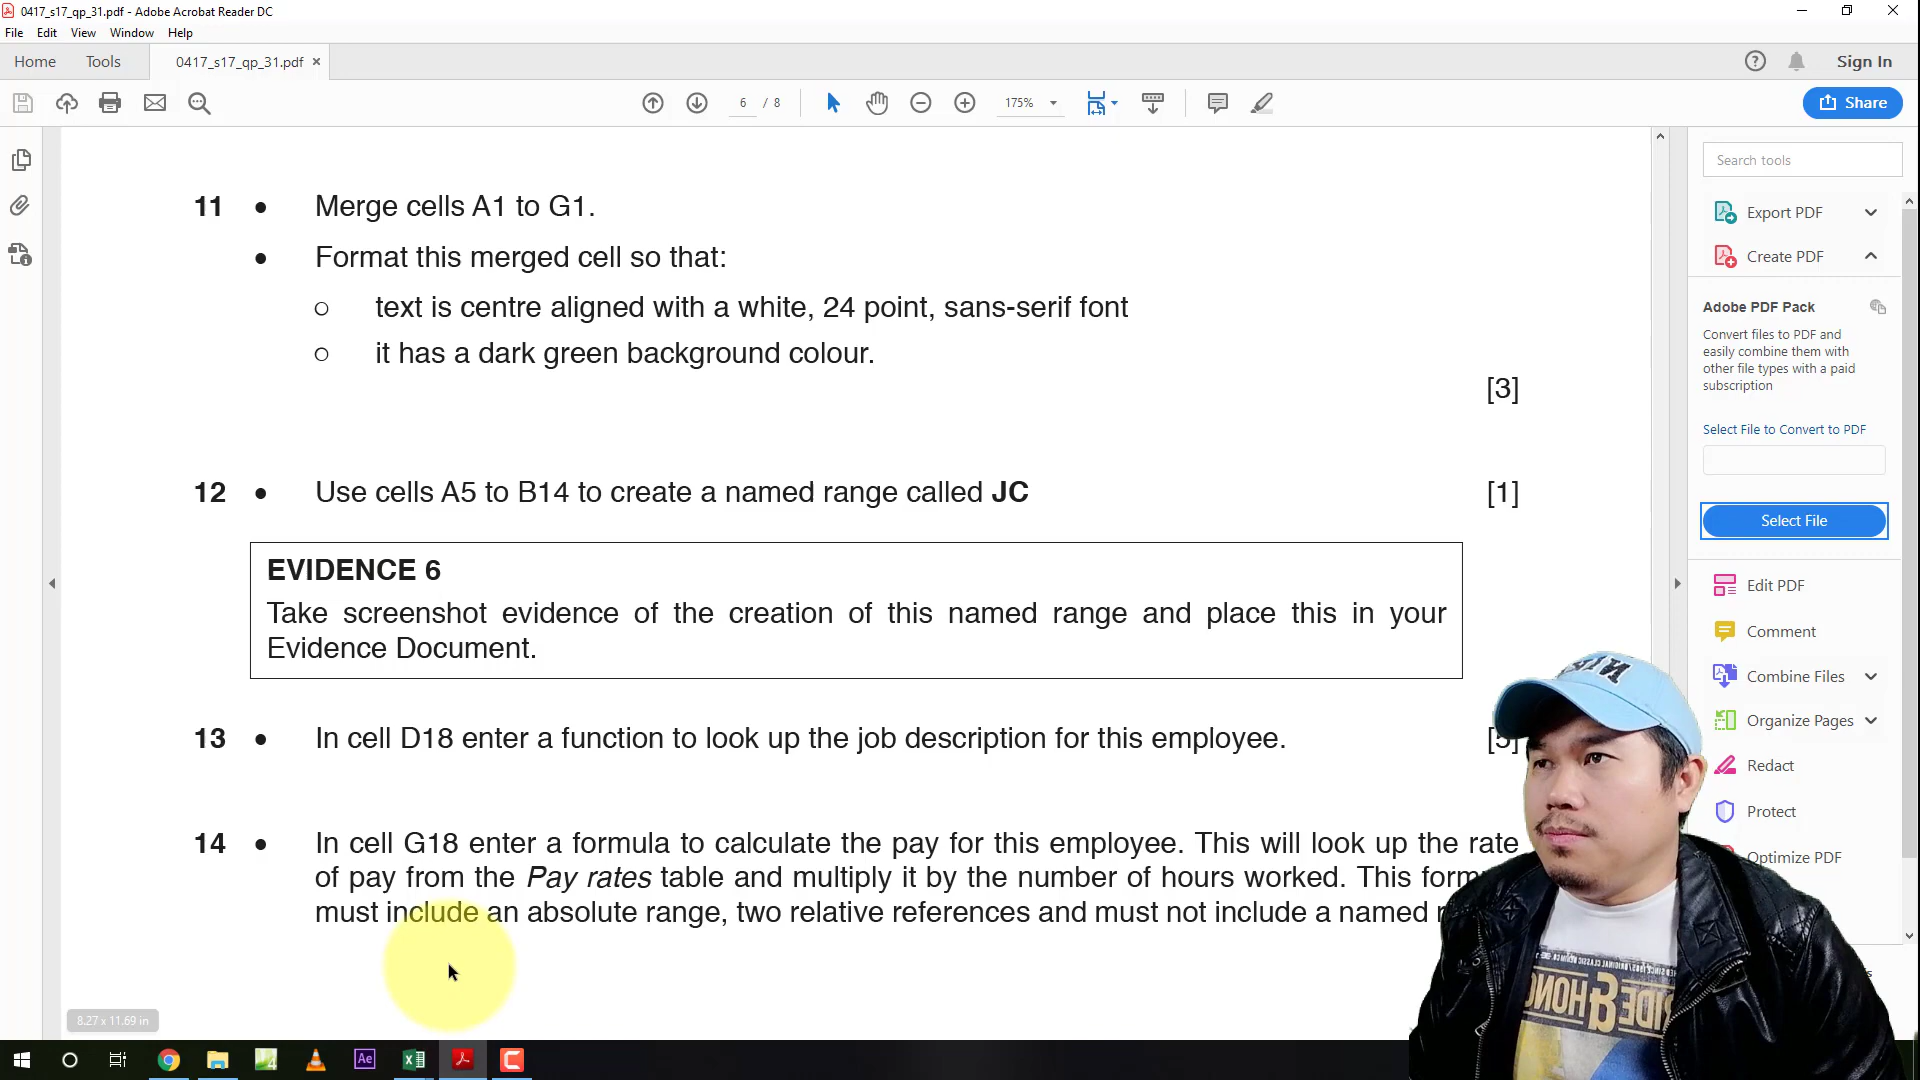 0417_s17_qp_31.pdf - Adobe Acrobat Reader DC
File Edit View Window Help
Home Tools 0417_s17_qp_31.pdf × Sign In
6 / 8 175% Share
11 • Merge cells A1 to G1.
• Format this merged cell so that:
○ text is centre aligned with a white, 24 point, sans-serif font
○ it has a dark green background colour.
[3]
12 • Use cells A5 to B14 to create a named range called JC [1]
EVIDENCE 6
Take screenshot evidence of the creation of this named range and place this in your
Evidence Document.
13 • In cell D18 enter a function to look up the job description for this employee.
14 • In cell G18 enter a formula to calculate the pay for this employee. This will look up the rate
of pay from the Pay rates table and multiply it by the number of hours worked. This
must include an absolute range, two relative references and must not include a named
8.27 x 11.69 in
Search tools
Export PDF
Create PDF
Adobe PDF Pack
Convert files to PDF and
easily combine them with
other file types with a paid
subscription
Select File to Convert to PDF
Select File
Edit PDF
Comment
Combine Files
Organize Pages
Redact
Protect
Optimize PDF
Ae